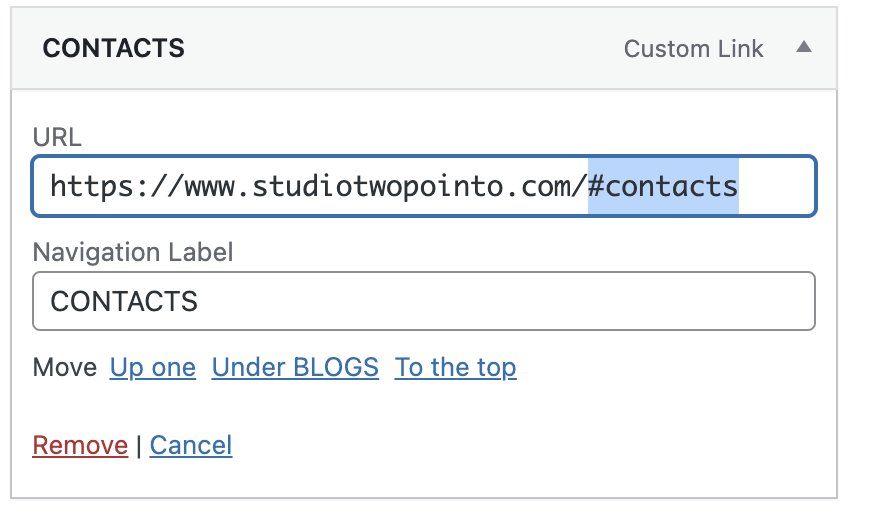 CONTACTS Custom Link ▲
URL
https://www.studiotwopointo.com/#contacts
Navigation Label
CONTACTS
Move Up one Under BLOGS To the top
Remove | Cancel